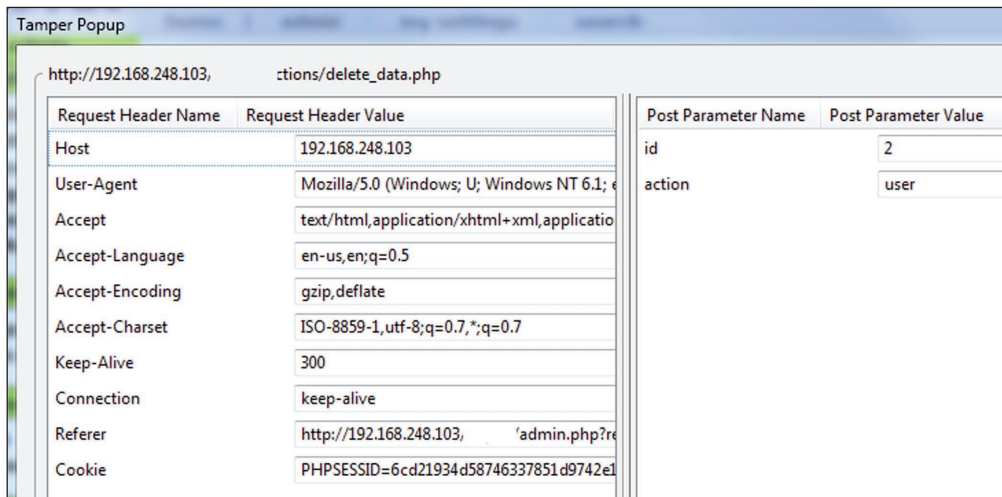 Tamper Popup
http://192.168.248.103, ctions/delete_data.php
Request Header Name Request Header Value
Host 192.168.248.103
User-Agent Mozilla/5.0 (Windows; U; Windows NT 6.1; e
Accept text/html,application/xhtml+xml,applicatio
Accept-Language en-us,en;q=0.5
Accept-Encoding gzip,deflate
Accept-Charset ISO-8859-1,utf-8;q=0.7,*;q=0.7
Keep-Alive 300
Connection keep-alive
Referer http://192.168.248.103, /admin.php?re
Cookie PHPSESSID=6cd21934d58746337851d9742e1
Post Parameter Name Post Parameter Value
id 2
action user